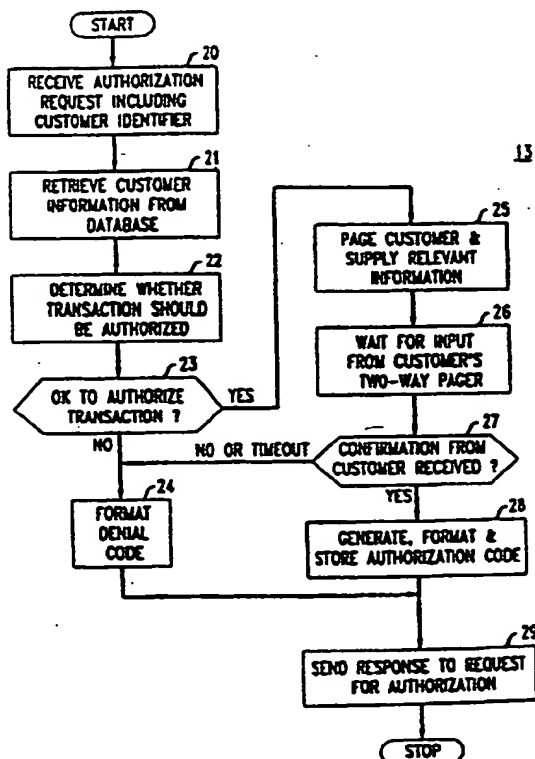 START
20
RECEIVE AUTHORIZATION
REQUEST INCLUDING
CUSTOMER IDENTIFIER
21
RETRIEVE CUSTOMER
INFORMATION FROM
DATABASE
22
DETERMINE WHETHER
TRANSACTION SHOULD
BE AUTHORIZED
23
OK TO AUTHORIZE
TRANSACTION ?
YES
NO
24
FORMAT
DENIAL
CODE
13
25
PAGE CUSTOMER &
SUPPLY RELEVANT
INFORMATION
26
WAIT FOR INPUT
FROM CUSTOMER'S
TWO-WAY PAGER
27
CONFIRMATION FROM
CUSTOMER RECEIVED ?
NO OR TIMEOUT
YES
28
GENERATE, FORMAT &
STORE AUTHORIZATION CODE
29
SEND RESPONSE TO REQUEST
FOR AUTHORIZATION
STOP